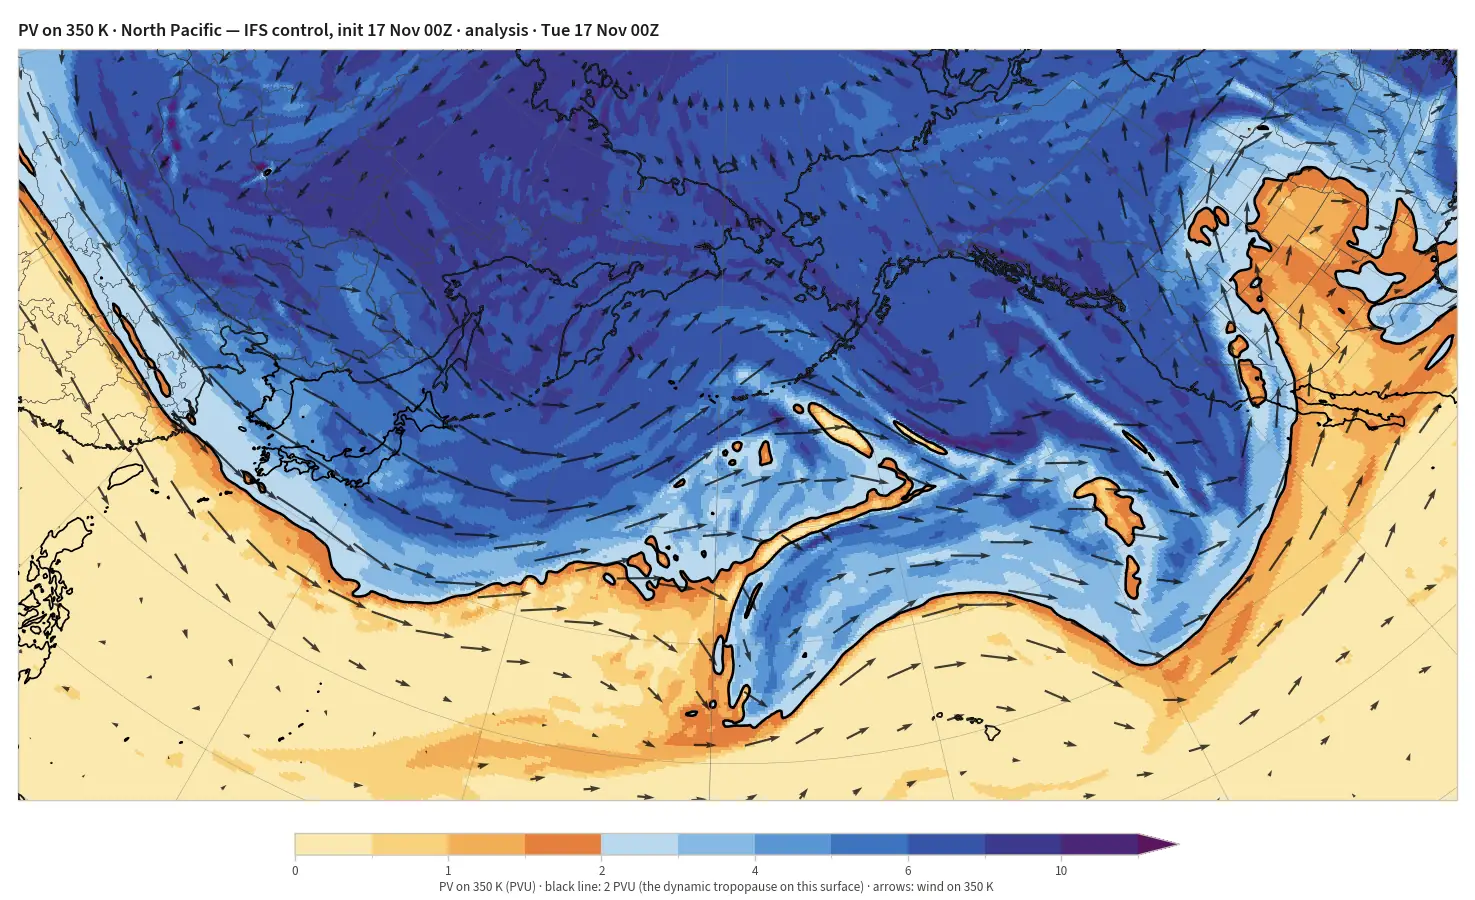 PV on 350 K · North Pacific — IFS control, init 17 Nov 00Z · analysis · Tue 17 Nov 00Z
0 1 2 4 6 10
PV on 350 K (PVU) · black line: 2 PVU (the dynamic tropopause on this surface) · arrows: wind on 350 K